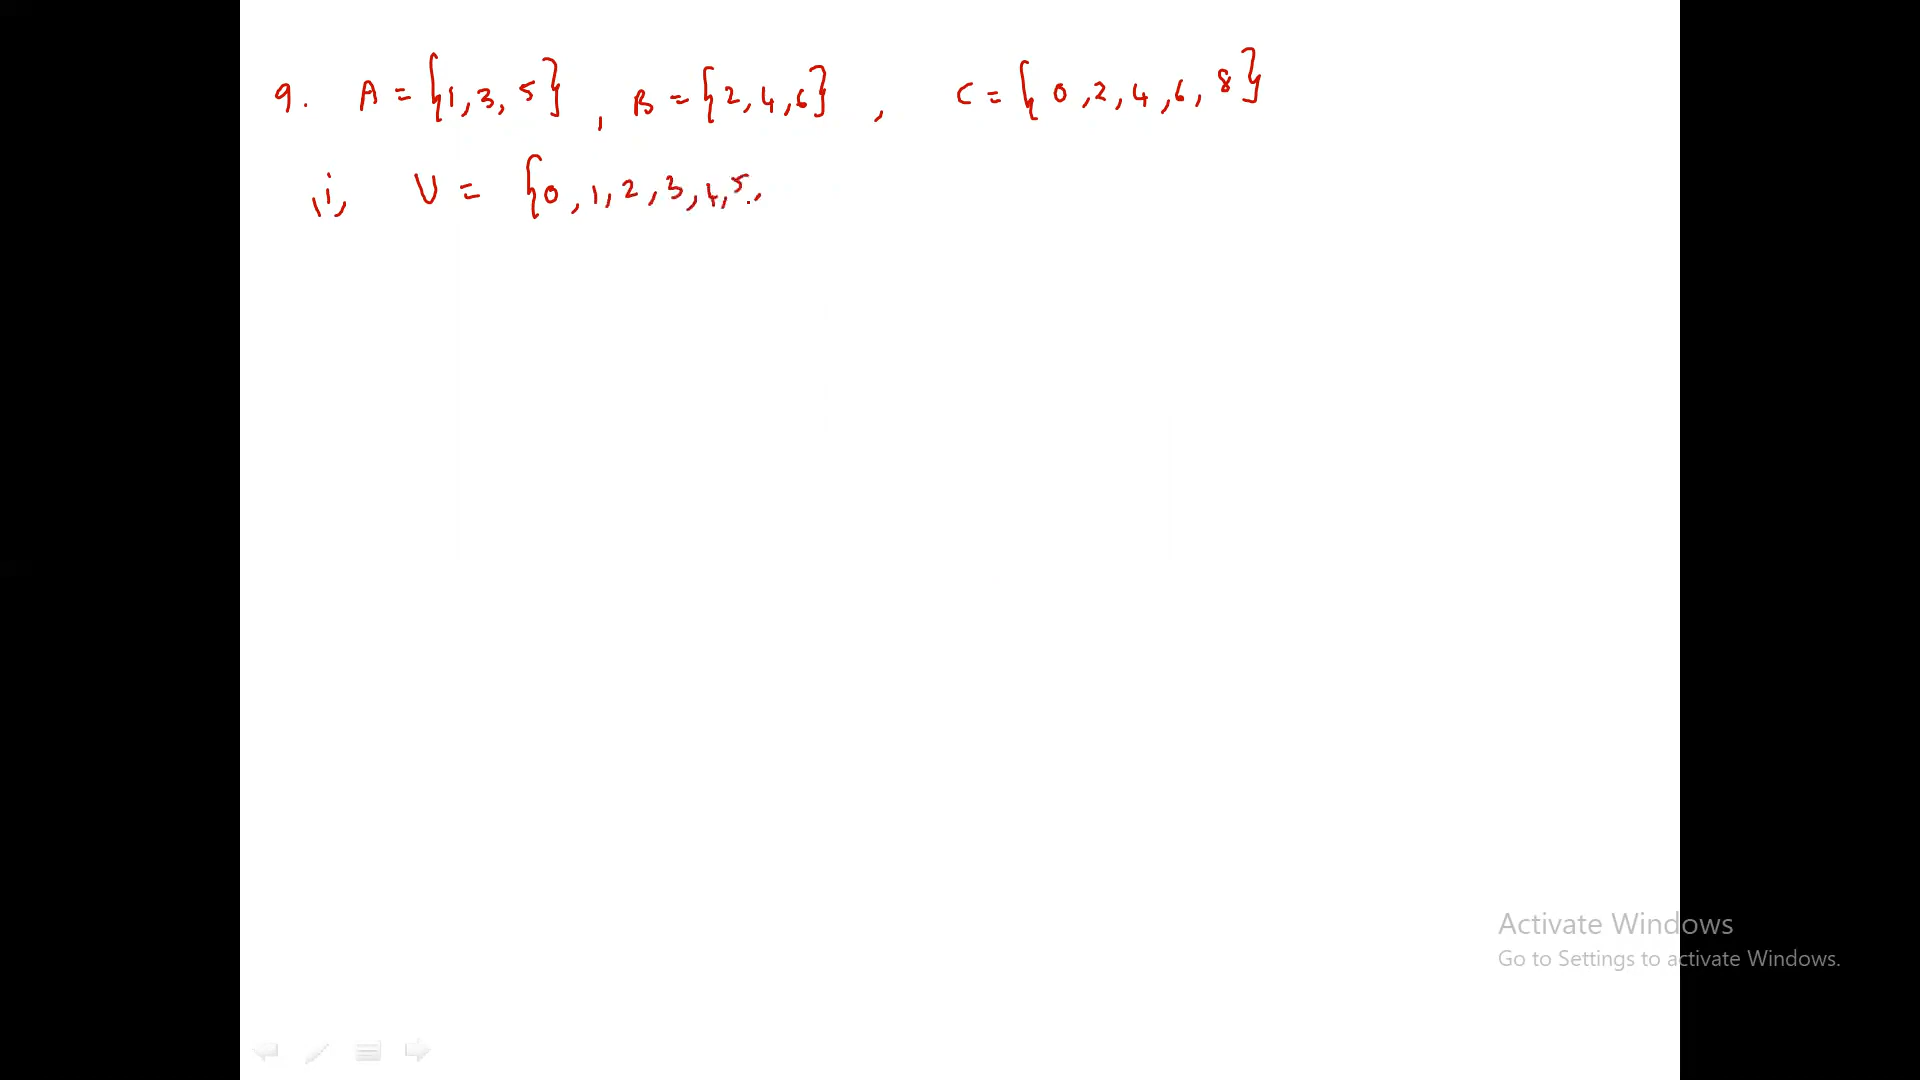 9. A = {1, 3, 5} , B = {2, 4, 6} , C = { 0, 2, 4, 6, 8}
i, U = {0, 1, 2, 3, 4, 5,
Activate Windows
Go to Settings to activate Windows.